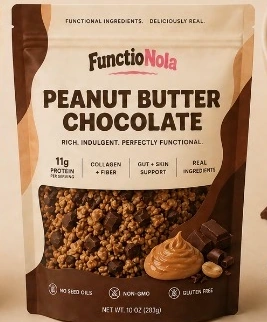 FUNCTIONAL INGREDIENTS. DELICIOUSLY REAL.
FunctioNola
PEANUT BUTTER
CHOCOLATE
RICH. INDULGENT. PERFECTLY FUNCTIONAL.
11g
PROTEIN
PER SERVING
COLLAGEN
+ FIBER
GUT + SKIN
SUPPORT
REAL
INGREDIENTS
NO SEED OILS
NON-GMO
GLUTEN FREE
NET WT. 10 OZ (283g)